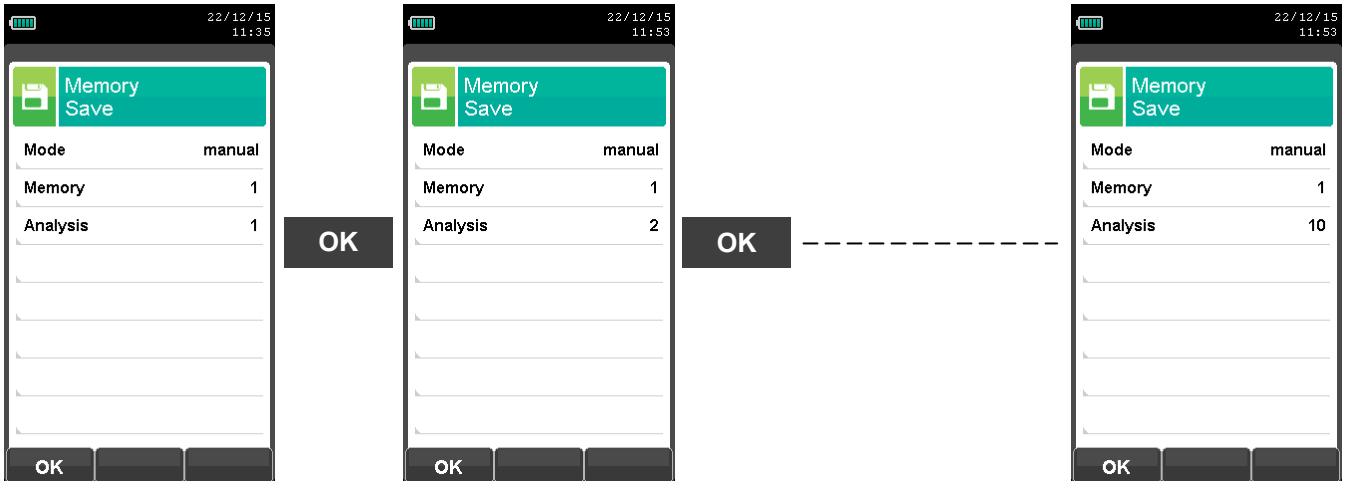 22/12/15
11:35
Memory
Save
Mode manual
Memory 1
Analysis 1
OK
OK
22/12/15
11:53
Memory
Save
Mode manual
Memory 1
Analysis 2
OK
OK
22/12/15
11:53
Memory
Save
Mode manual
Memory 1
Analysis 10
OK